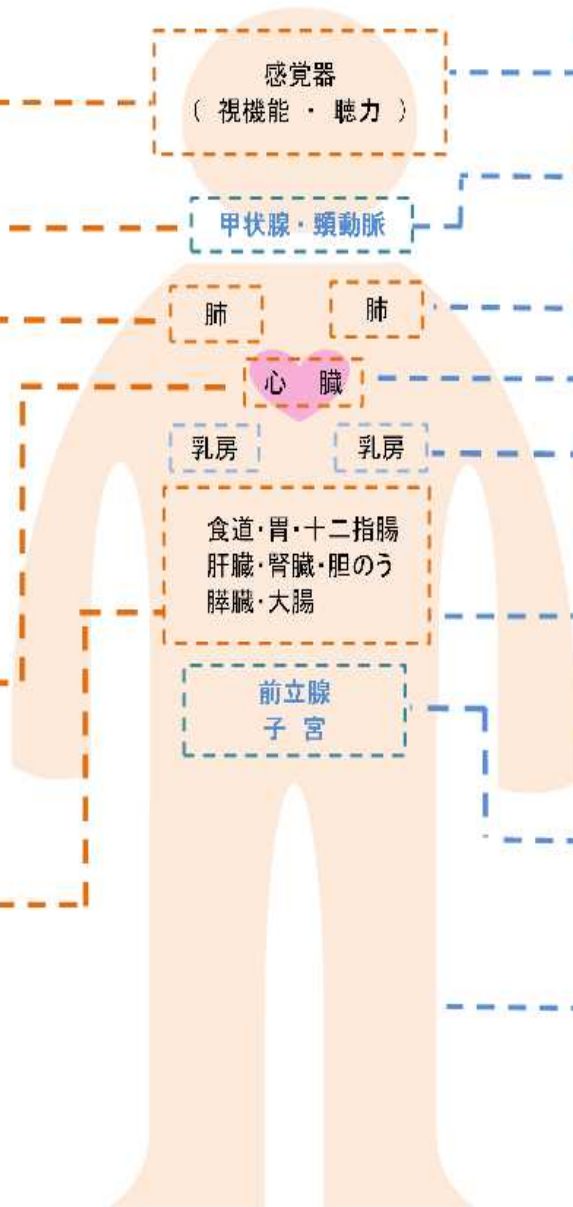 感覚器
( 視機能 ・ 聴力 )
甲状腺・頸動脈
肺
肺
心 臓
乳房
乳房
食道・胃・十二指腸
肝臓・腎臓・胆のう
膵臓・大腸
前立腺
子 宮